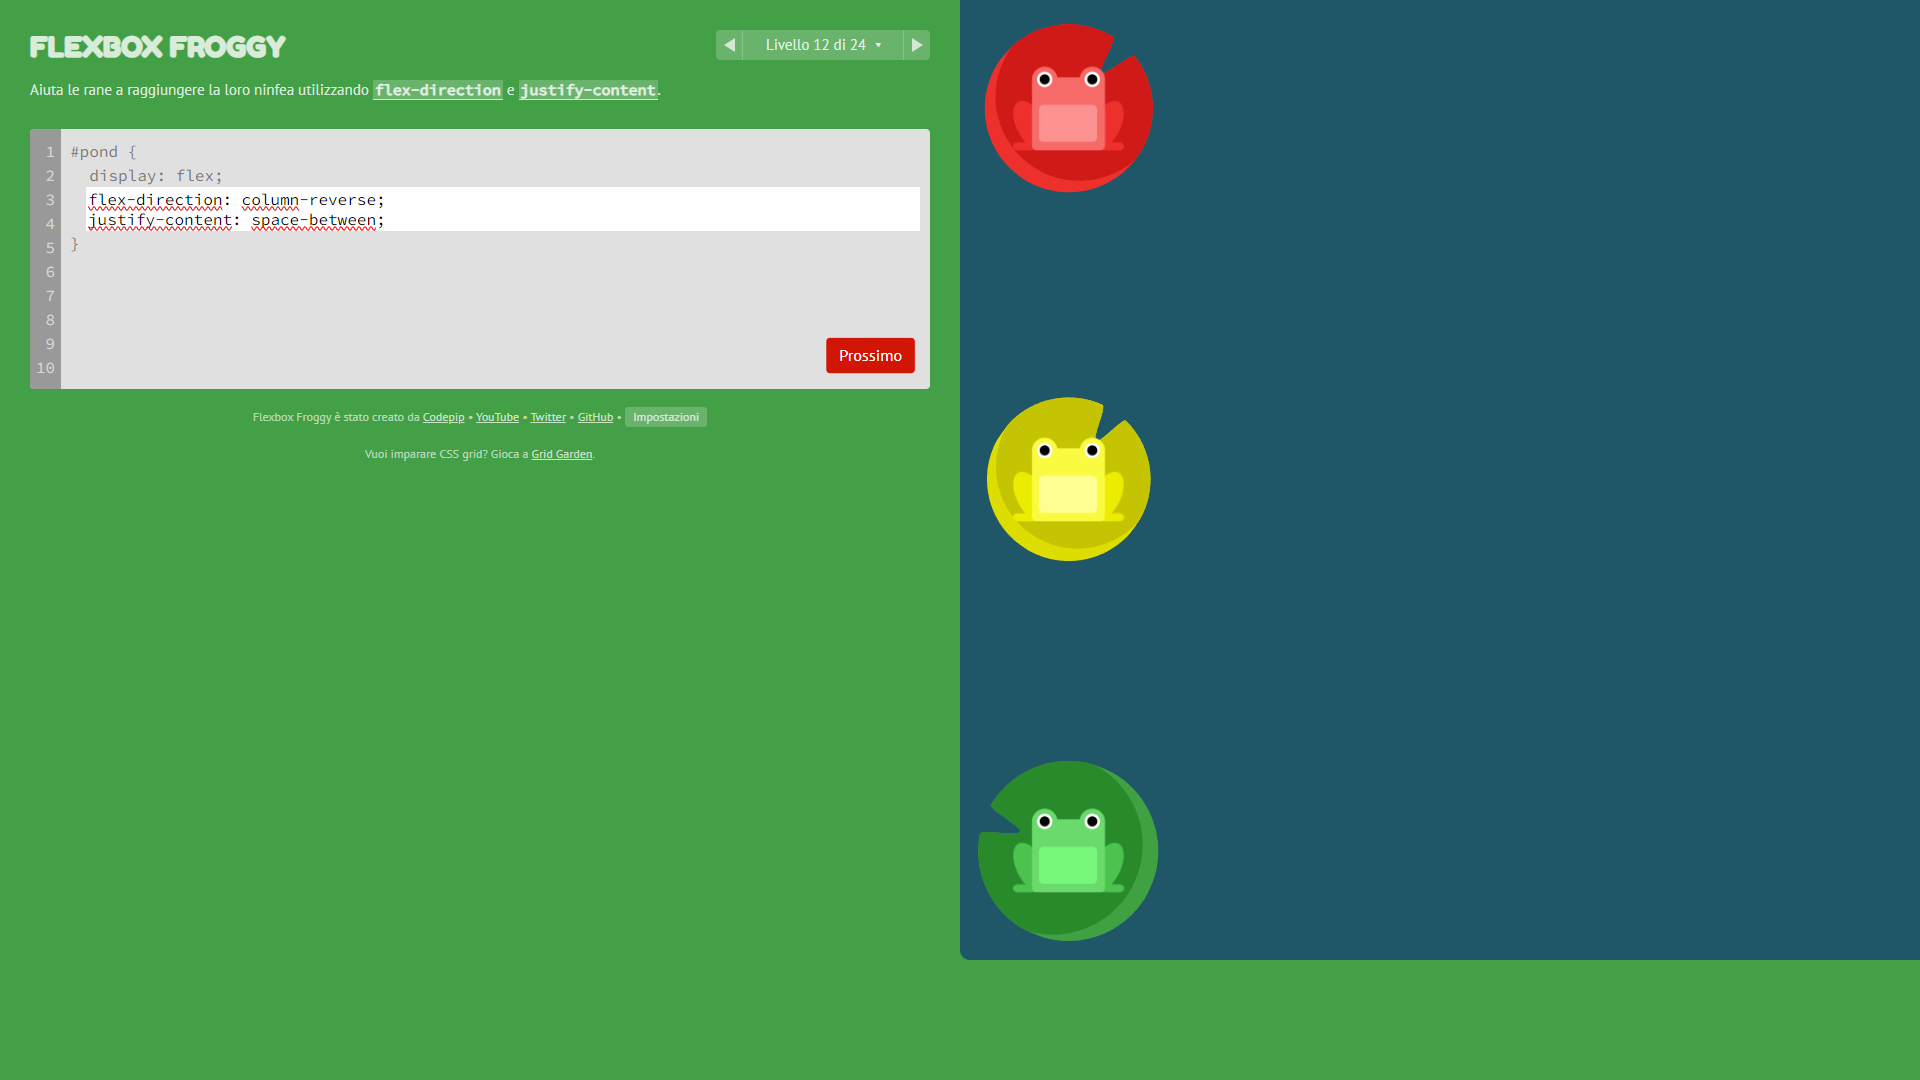 FLEXBOX FROGGY
Livello 12 di 24
Aiuta le rane a raggiungere la loro ninfea utilizzando flex-direction e justify-content.
1 #pond {
2 display: flex;
3 flex-direction: column-reverse;
4 justify-content: space-between;
5 }
6
7
8
9
10
Prossimo
Flexbox Froggy è stato creato da Codepip • YouTube • Twitter • GitHub • Impostazioni
Vuoi imparare CSS grid? Gioca a Grid Garden.